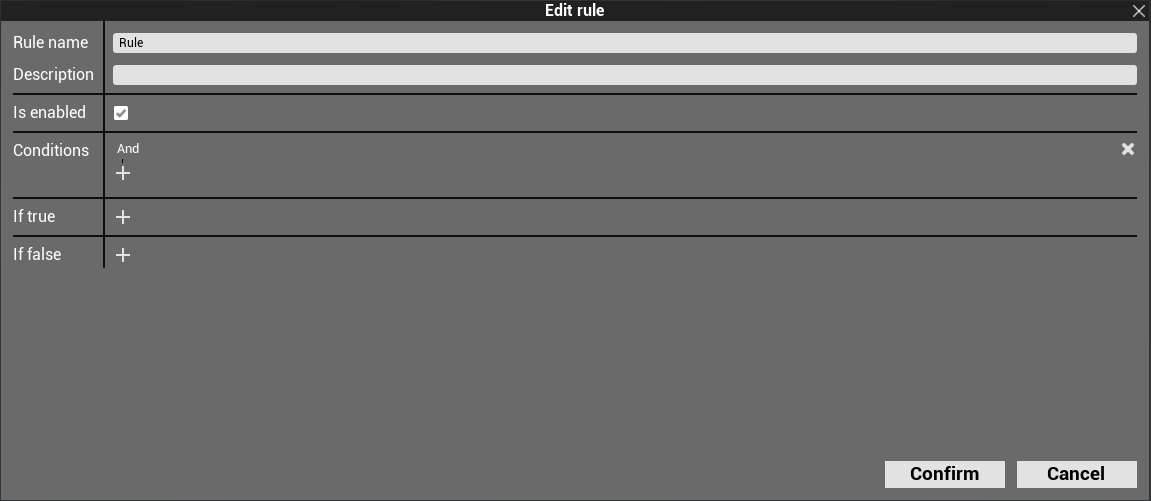 Edit rule
Rule name Rule
Description
Is enabled
Conditions And
If true
If false
Confirm Cancel